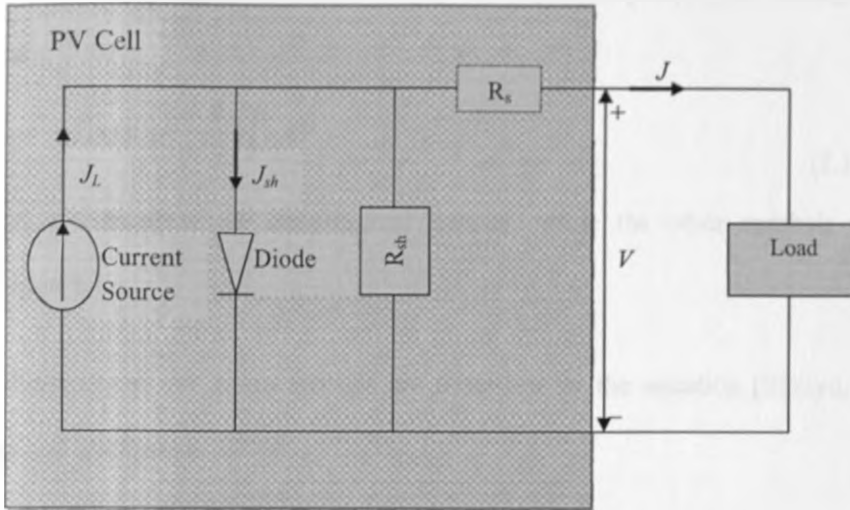 PV Cell
R_s
J
+
J_L
J_sh
Current
Source
Diode
R_sh
V
Load
–